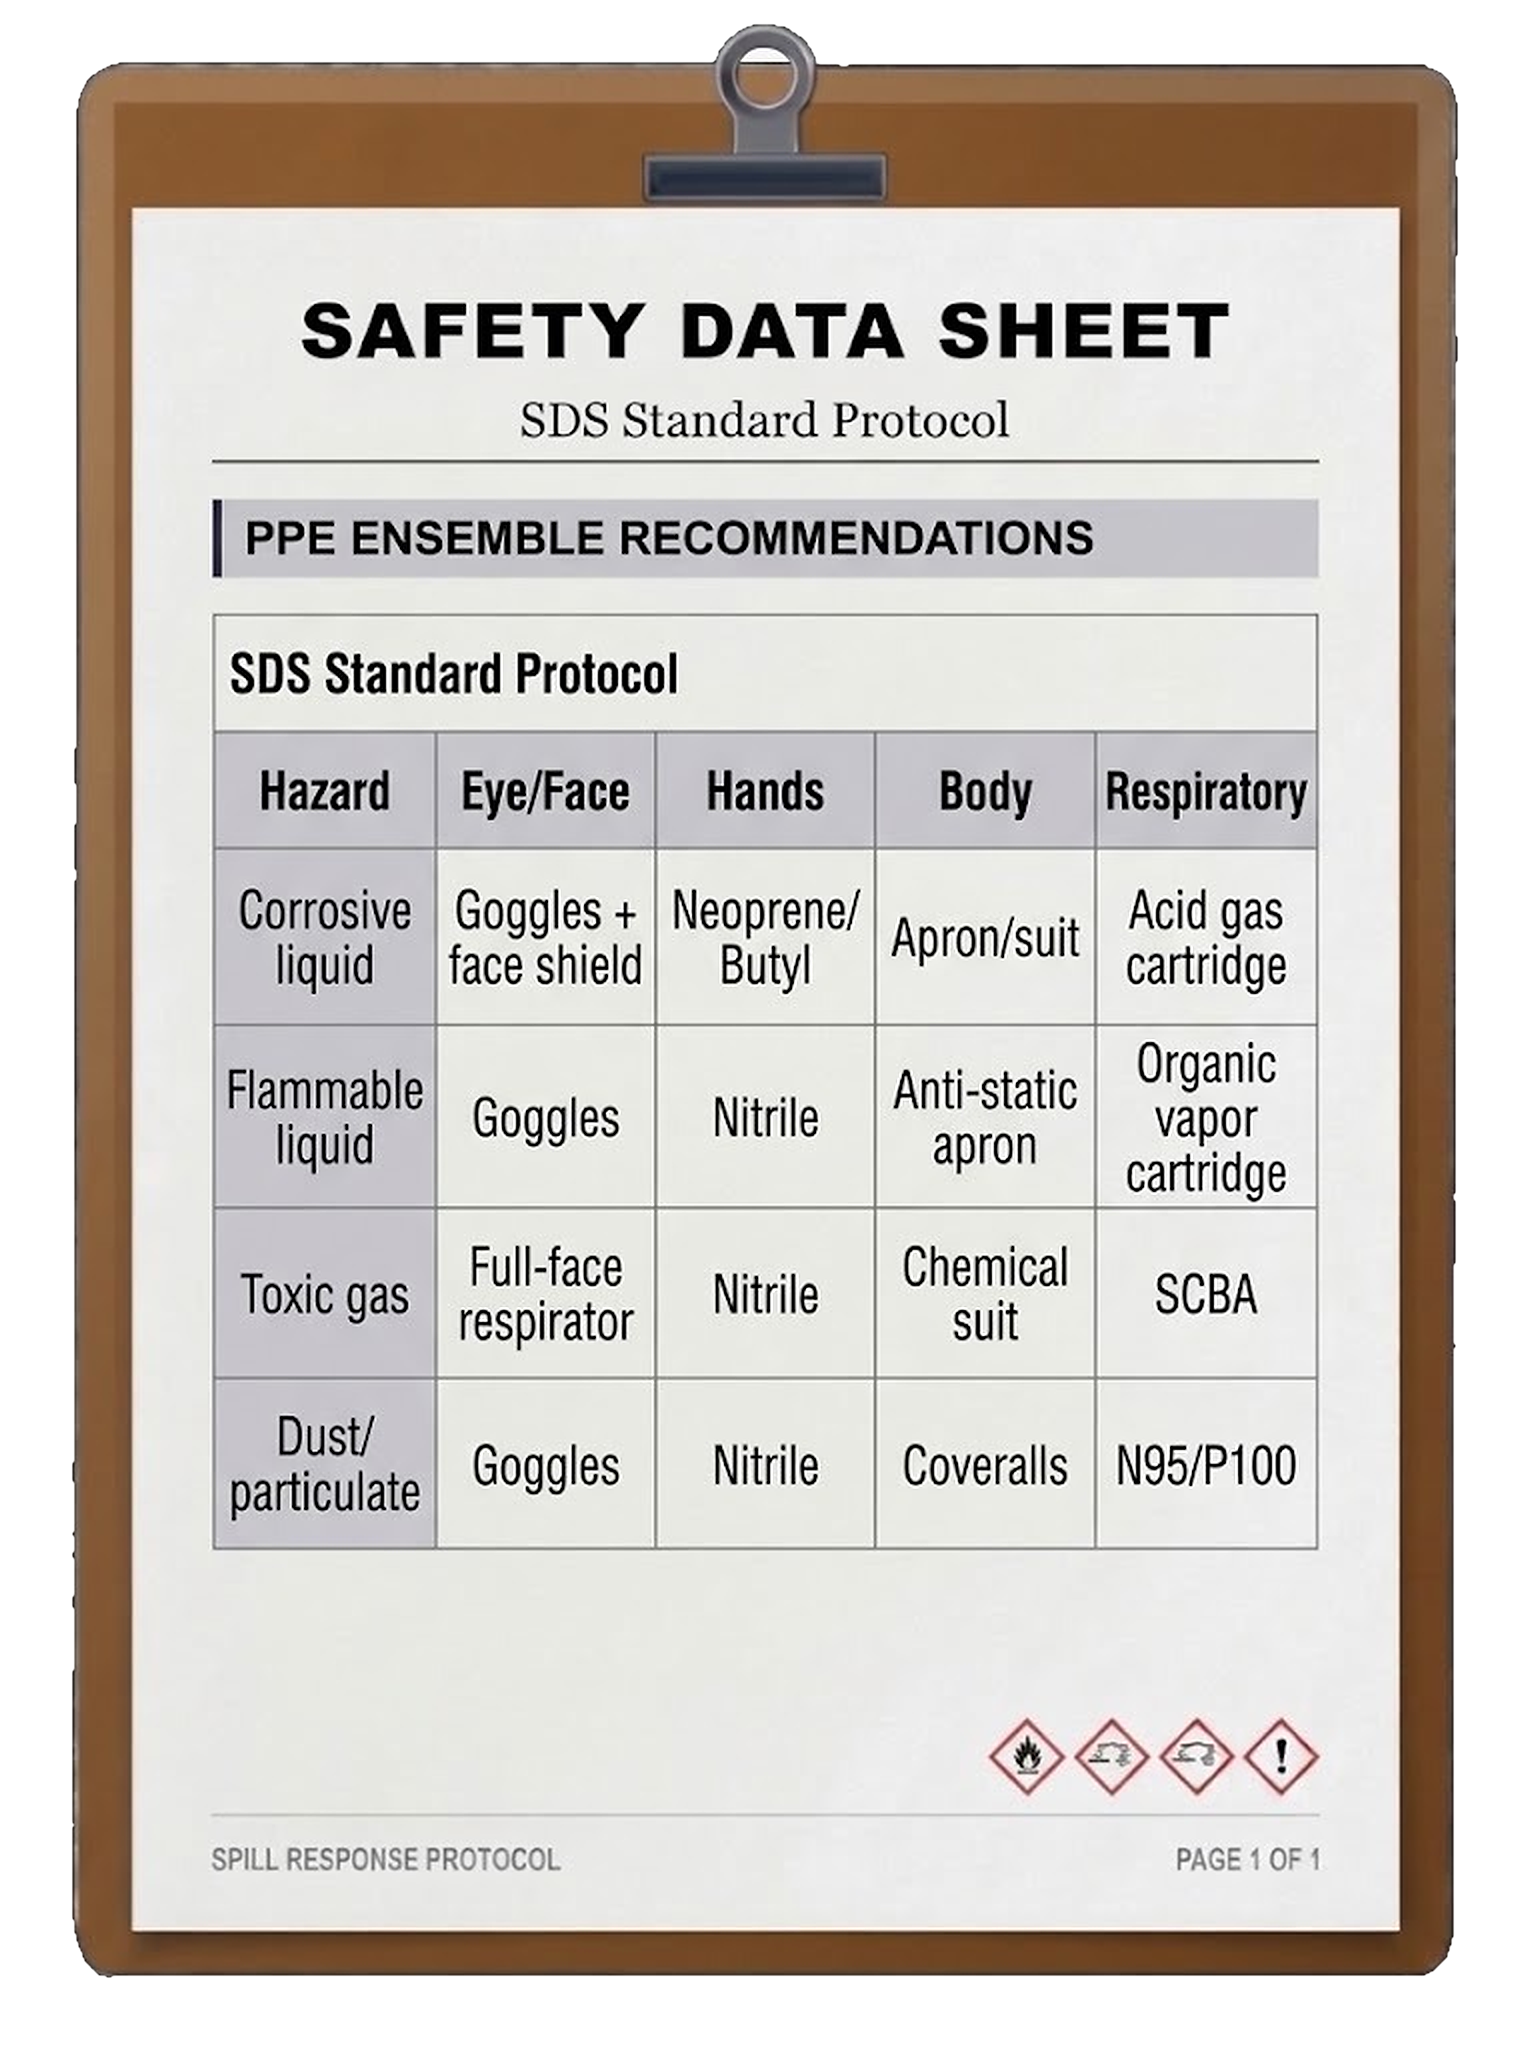 SAFETY DATA SHEET
SDS Standard Protocol
PPE ENSEMBLE RECOMMENDATIONS
SDS Standard Protocol
Hazard Eye/Face Hands Body Respiratory
Corrosive
liquid
Goggles +
face shield
Neoprene/
Butyl
Apron/suit
Acid gas
cartridge
Flammable
liquid
Goggles
Nitrile
Anti-static
apron
Organic
vapor
cartridge
Toxic gas
Full-face
respirator
Nitrile
Chemical
suit
SCBA
Dust/
particulate
Goggles
Nitrile
Coveralls
N95/P100
!
SPILL RESPONSE PROTOCOL
PAGE 1 OF 1